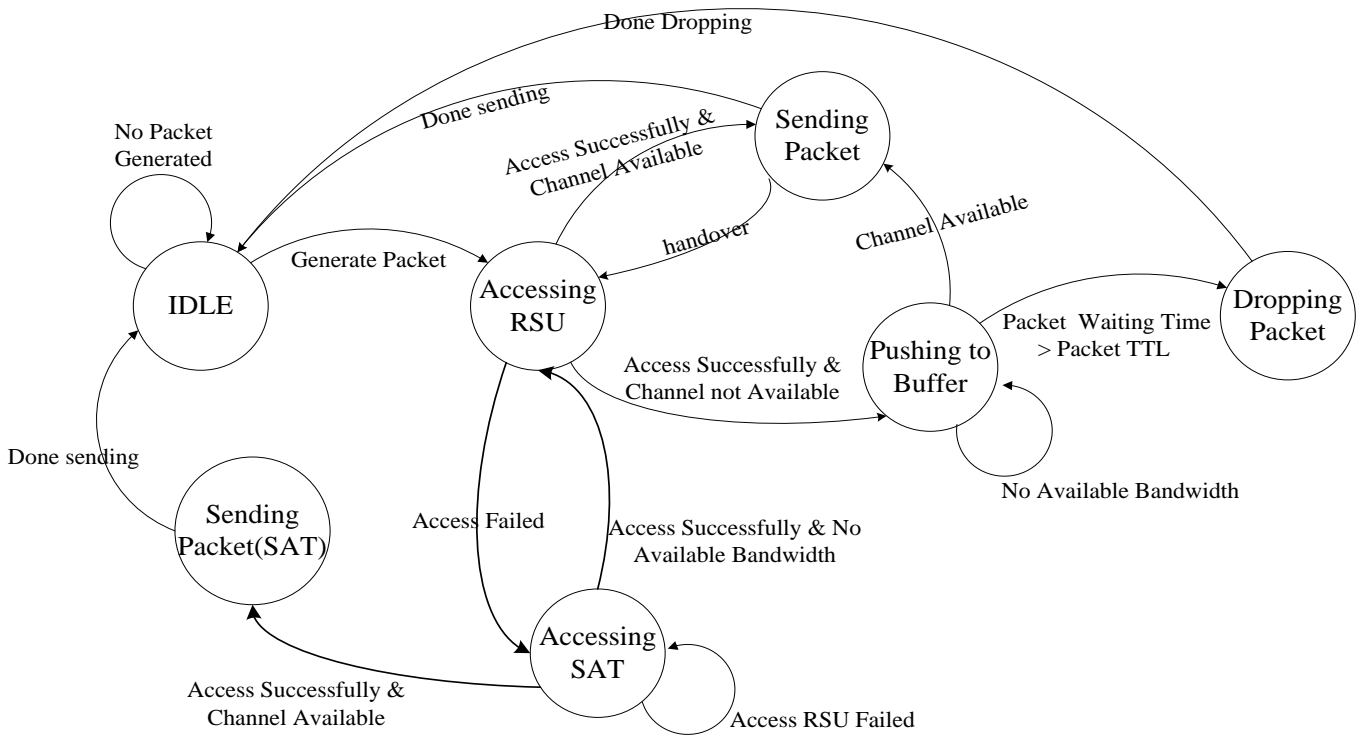 Done Dropping
Done sending
Sending
Packet
No Packet
Generated
Access Successfully &
Channel Available
handover
Channel Available
Generate Packet
IDLE
Accessing
RSU
Dropping
Packet
Packet Waiting Time
> Packet TTL
Pushing to
Buffer
Access Successfully &
Channel not Available
Done sending
No Available Bandwidth
Sending
Packet(SAT)
Access Failed
Access Successfully & No
Available Bandwidth
Accessing
SAT
Access Successfully &
Channel Available
Access RSU Failed